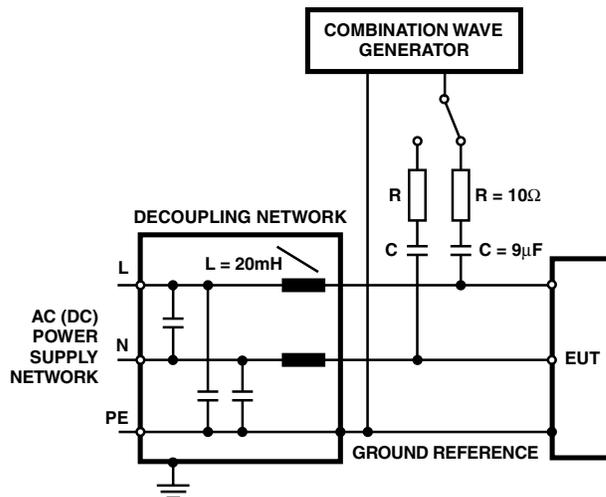 COMBINATION WAVE
GENERATOR
R
R = 10Ω
DECOUPLING NETWORK
L
L = 20mH
C
C = 9μF
AC (DC)
POWER
SUPPLY
NETWORK
N
EUT
PE
GROUND REFERENCE